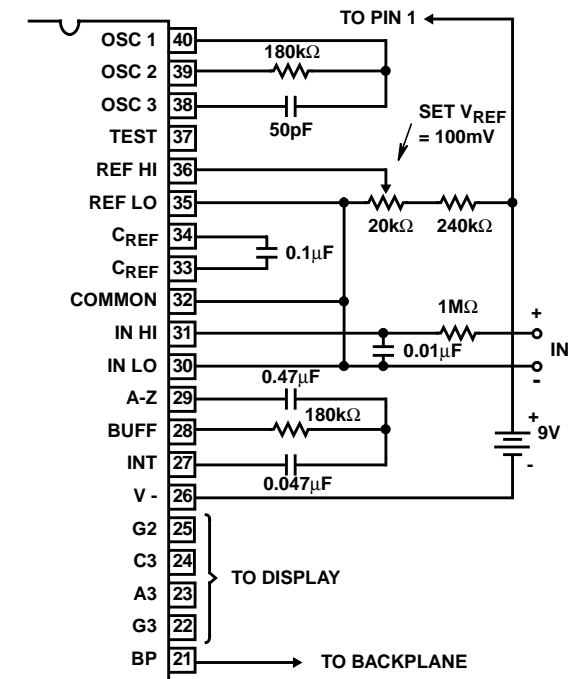 TO PIN 1
OSC 1 40
180kΩ
OSC 2 39
OSC 3 38
50pF
TEST 37
SET VREF
= 100mV
REF HI 36
REF LO 35
20kΩ 240kΩ
CREF 34
0.1μF
CREF 33
COMMON 32
1MΩ
+
IN HI 31
0.01μF
IN
IN LO 30
-
0.47μF
A-Z 29
180kΩ
+
9V
BUFF 28
-
INT 27
0.047μF
V - 26
G2 25
C3 24
TO DISPLAY
A3 23
G3 22
BP 21
TO BACKPLANE